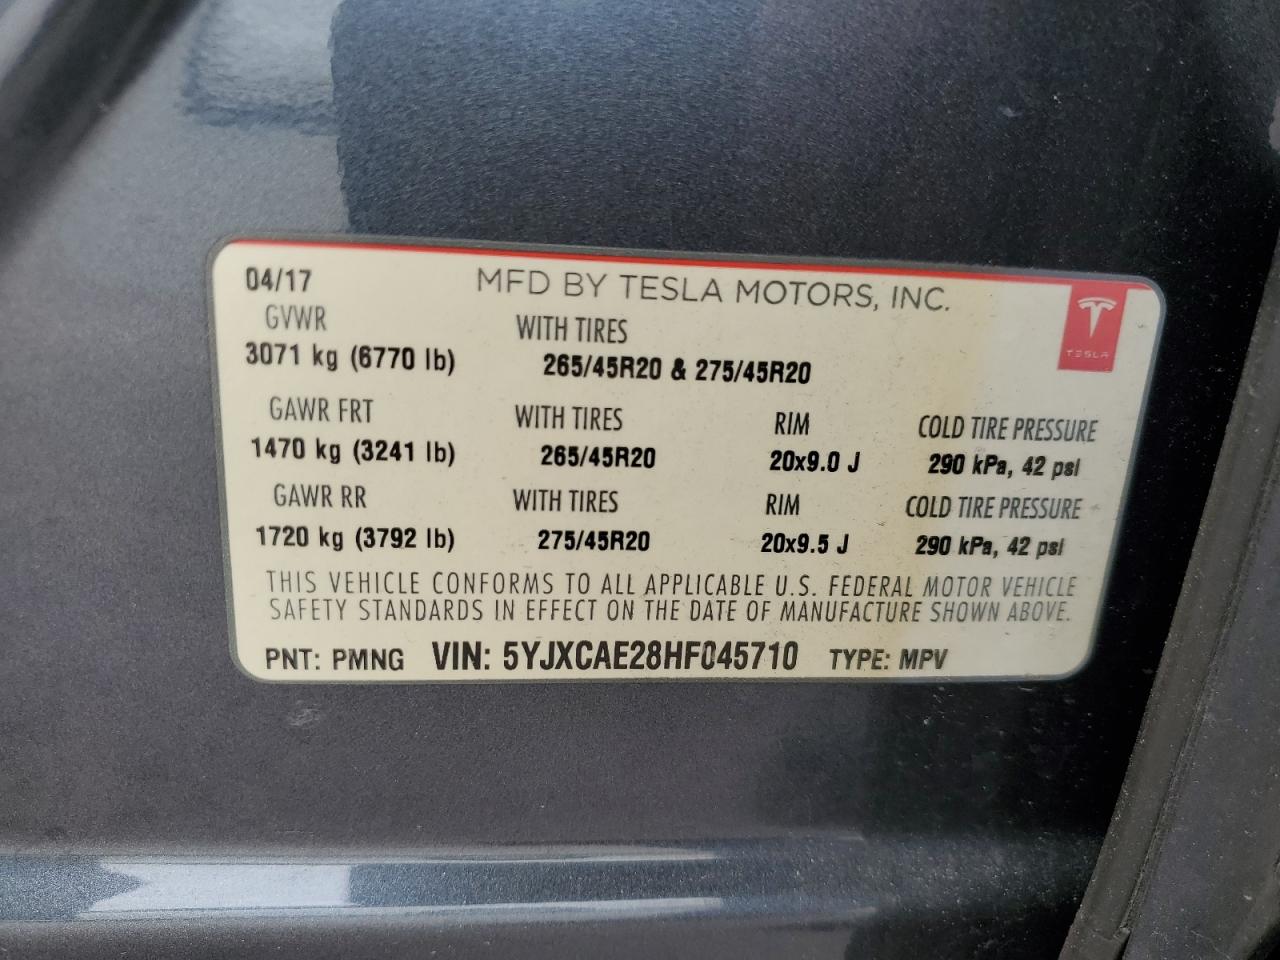 04/17 MFD BY TESLA MOTORS, INC.
TESLA
GVWR WITH TIRES
3071 kg (6770 lb) 265/45R20 & 275/45R20
GAWR FRT WITH TIRES RIM COLD TIRE PRESSURE
1470 kg (3241 lb) 265/45R20 20x9.0 J 290 kPa, 42 psi
GAWR RR WITH TIRES RIM COLD TIRE PRESSURE
1720 kg (3792 lb) 275/45R20 20x9.5 J 290 kPa, 42 psi
THIS VEHICLE CONFORMS TO ALL APPLICABLE U.S. FEDERAL MOTOR VEHICLE
SAFETY STANDARDS IN EFFECT ON THE DATE OF MANUFACTURE SHOWN ABOVE.
PNT: PMNG VIN: 5YJXCAE28HF045710 TYPE: MPV